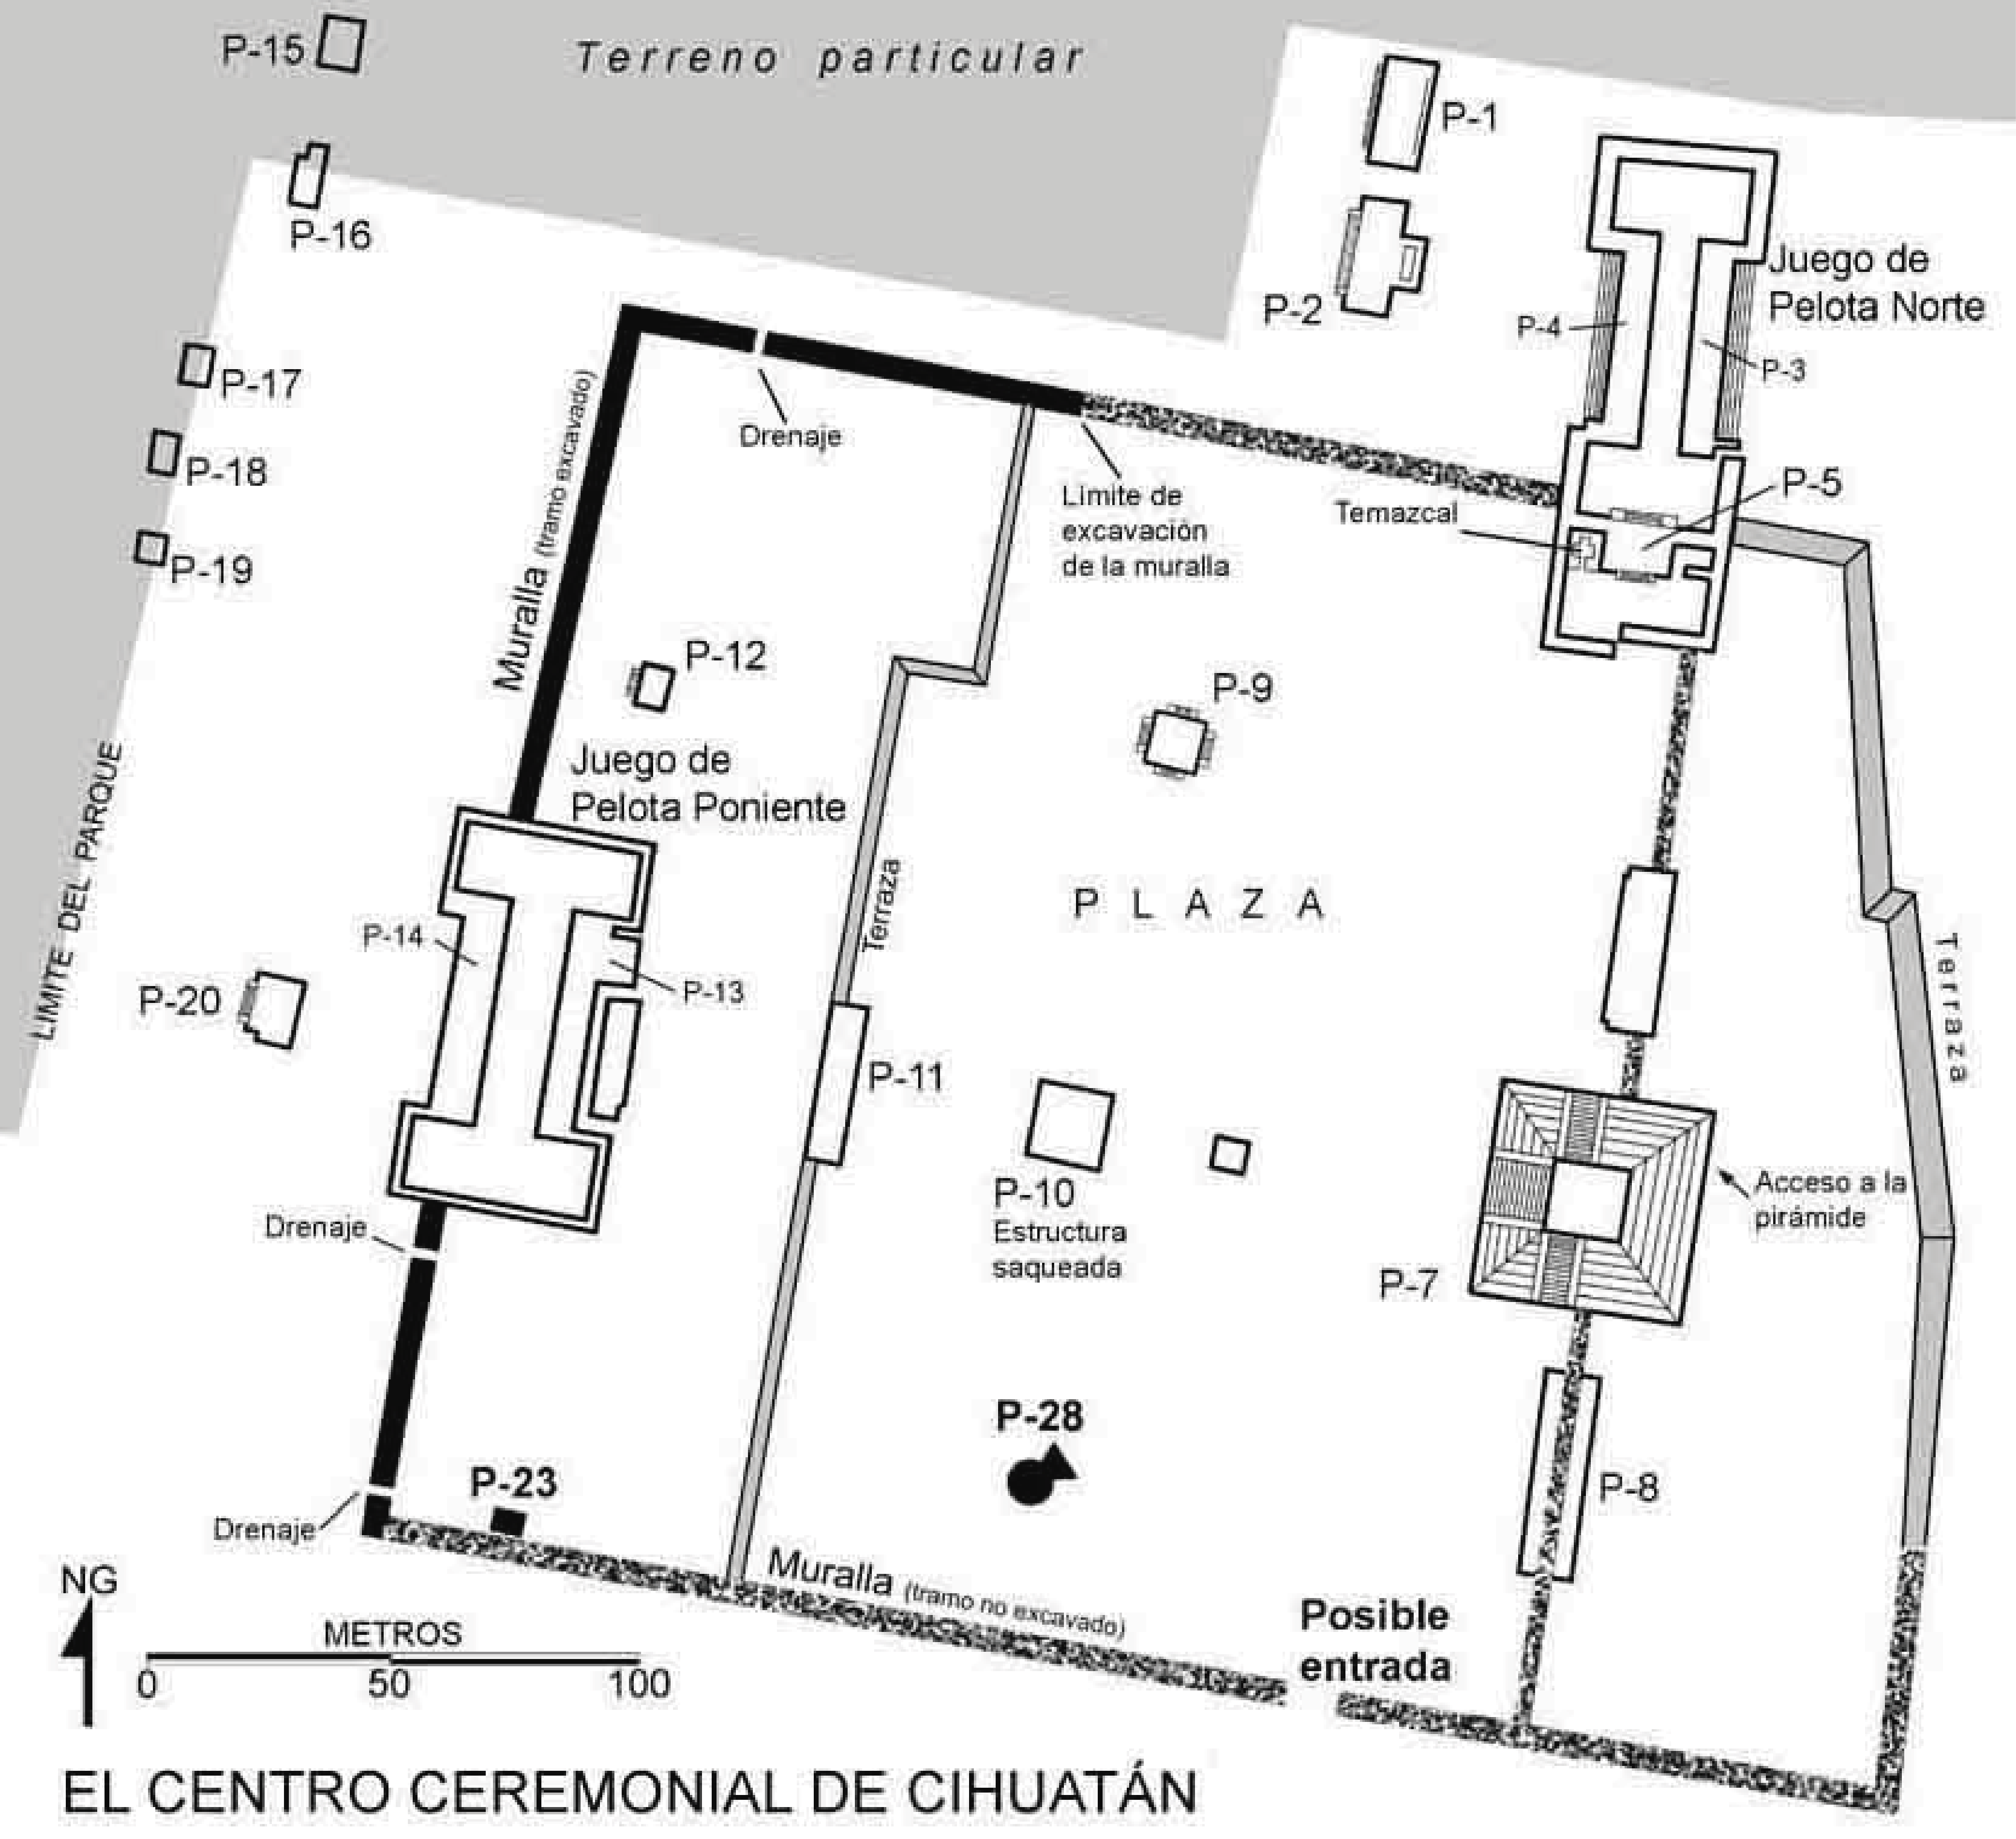 P-15
Terreno particular
P-1
P-16
P-2
Juego de
Pelota Norte
P-4
P-3
P-17
Drenaje
P-18
Muralla (tramo excavado)
P-5
Limite de
excavación
de la muralla
Temazcal
P-19
P-12
P-9
Juego de
Pelota Poniente
LIMITE DEL PARQUE
Terraza
PLAZA
P-14
P-13
P-20
Terraza
P-11
P-10
Estructura
saqueada
Acceso a la
pirámide
Drenaje
P-7
P-28
P-23
P-8
Drenaje
Muralla (tramo no excavado)
Posible
entrada
NG
METROS
0 50 100
EL CENTRO CEREMONIAL DE CIHUATÁN